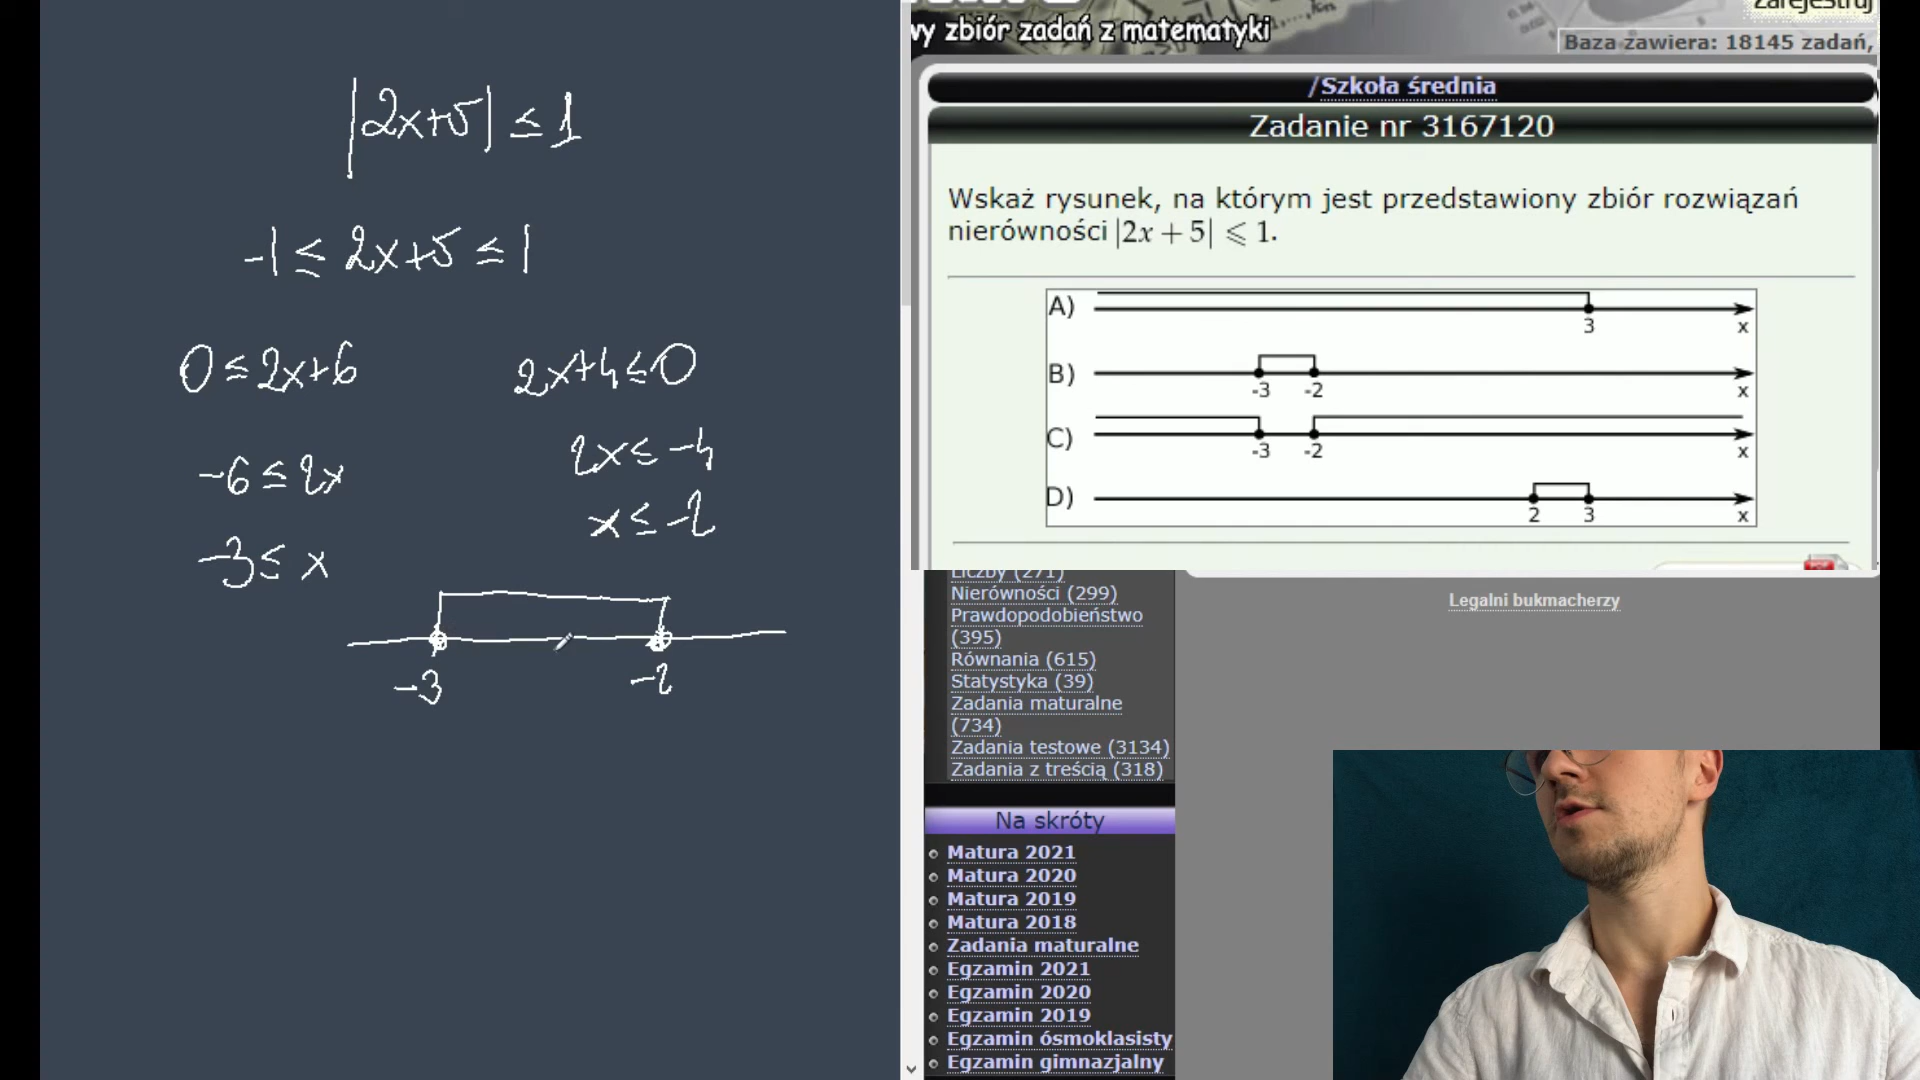 |2x+5| ≤ 1
-1 ≤ 2x+5 ≤ 1
0 ≤ 2x+6
2x+4 ≤ 0
-6 ≤ 2x
2x ≤ -4
x ≤ -2
-3 ≤ x
-3 -2
wy zbiór zadań z matematyki
Zarejestruj
Baza zawiera: 18145 zadań,
/Szkoła średnia
Zadanie nr 3167120
Wskaż rysunek, na którym jest przedstawiony zbiór rozwiązań
nierówności |2x + 5| ⩽ 1.
A)
3 x
B)
-3 -2 x
C)
-3 -2 x
D)
2 3 x
Liczby (271)
Nierówności (299)
Prawdopodobieństwo
(395)
Równania (615)
Statystyka (39)
Zadania maturalne
(734)
Zadania testowe (3134)
Zadania z treścią (318)
Legalni bukmacherzy
Na skróty
Matura 2021
Matura 2020
Matura 2019
Matura 2018
Zadania maturalne
Egzamin 2021
Egzamin 2020
Egzamin 2019
Egzamin ósmoklasisty
Egzamin gimnazjalny